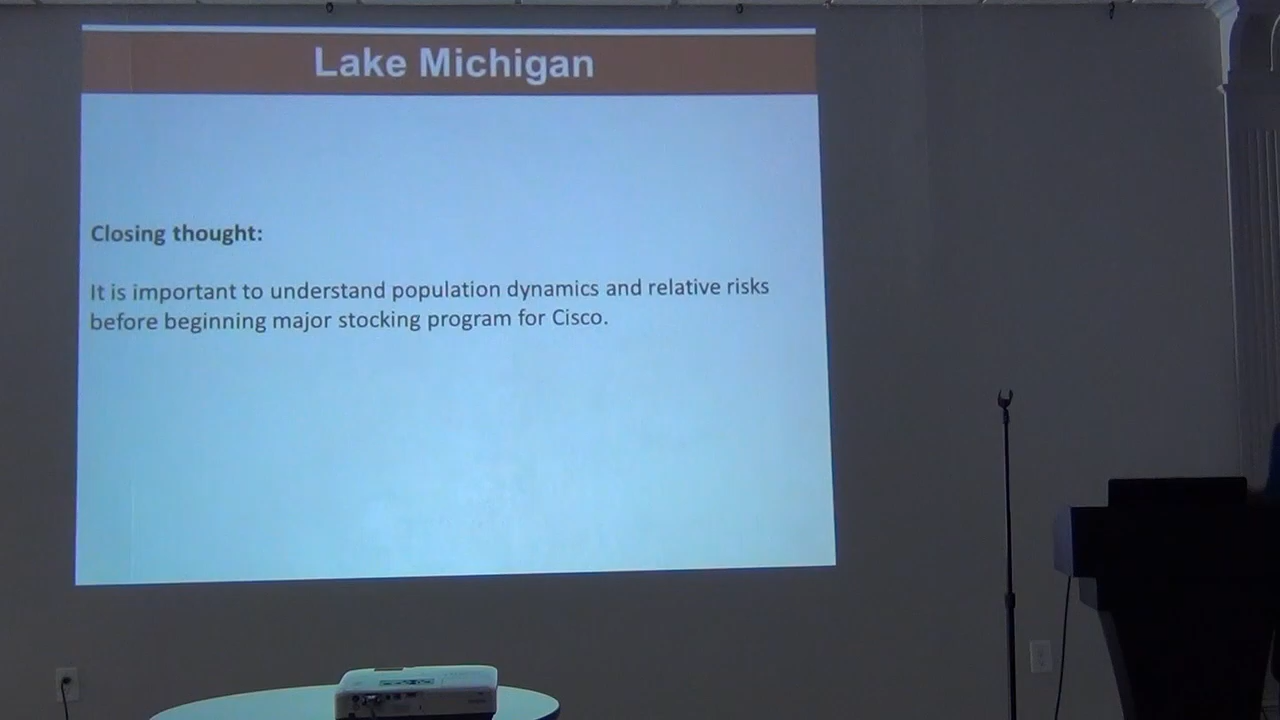 Lake Michigan
Closing thought:
It is important to understand population dynamics and relative risks
before beginning major stocking program for Cisco.